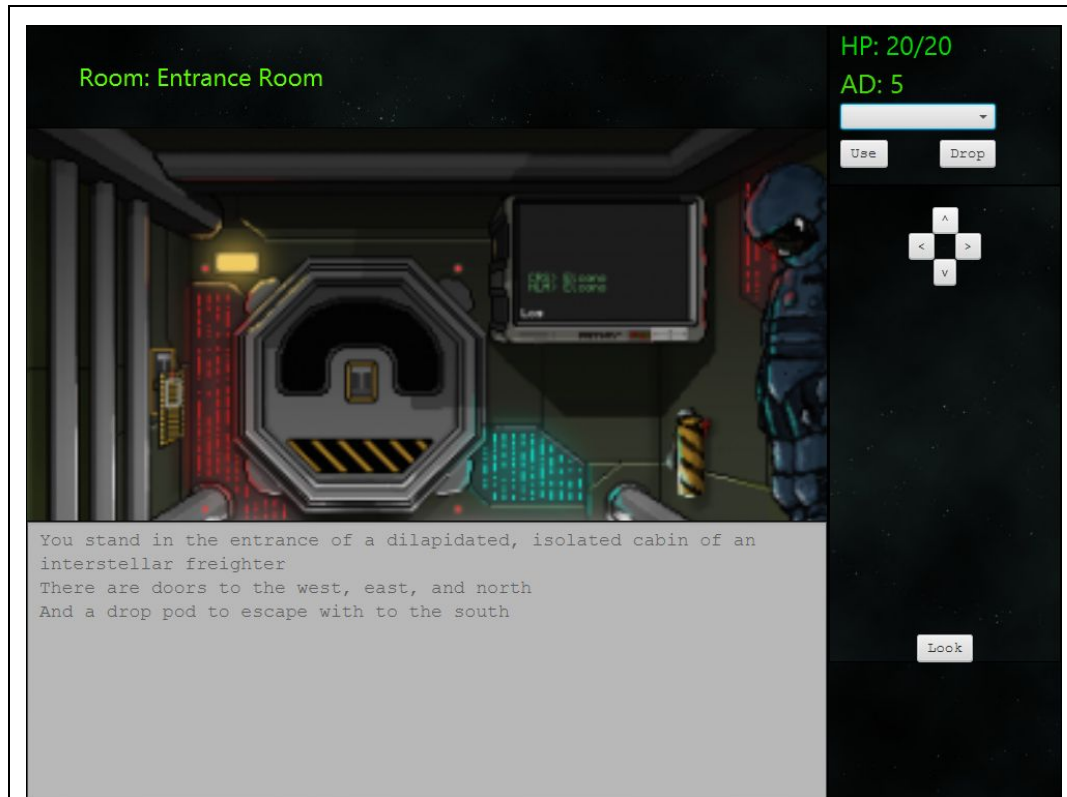 Room: Entrance Room
HP: 20/20
AD: 5
Use
Drop
^
<
>
v
You stand in the entrance of a dilapidated, isolated cabin of an
interstellar freighter
There are doors to the west, east, and north
And a drop pod to escape with to the south
Look